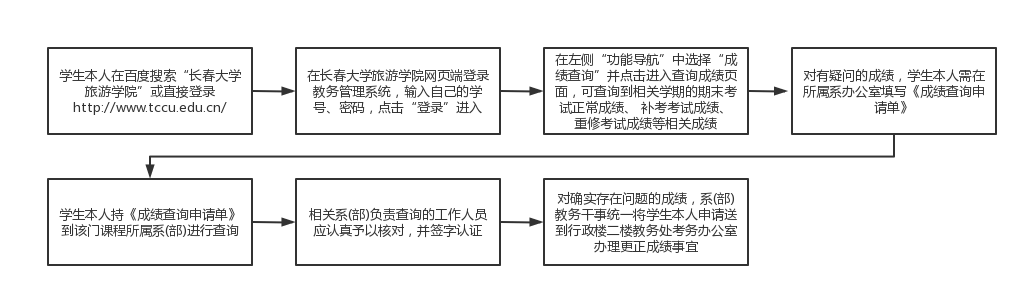 学生本人在百度搜索“长春大学
旅游学院”或直接登录
http://www.tccu.edu.cn/
在长春大学旅游学院网页端登录
教务管理系统，输入自己的学
号、密码，点击“登录”进入
在左侧“功能导航”中选择“成
绩查询”并点击进入查询成绩页
面，可查询到相关学期的期末考
试正常成绩、补考考试成绩、
重修考试成绩等相关成绩
对有疑问的成绩，学生本人需在
所属系办公室填写《成绩查询申
请单》
学生本人持《成绩查询申请单》
到该门课程所属系(部)进行查询
相关系(部)负责查询的工作人员
应认真予以核对，并签字认证
对确实存在问题的成绩，系(部)
教务干事统一将学生本人申请送
到行政楼二楼教务处考务办公室
办理更正成绩事宜